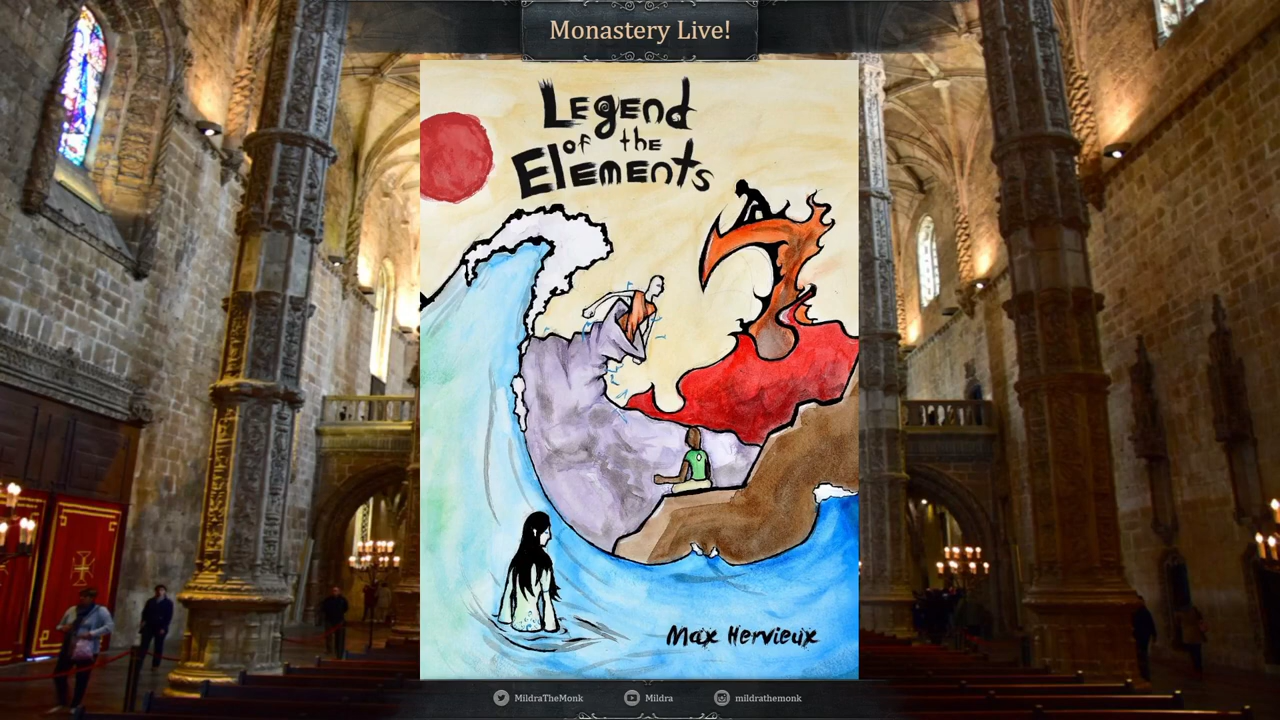 Monastery Live!
Legend
of the
Elements
Max Hervieux
MildraTheMonk Mildra mildrathemonk